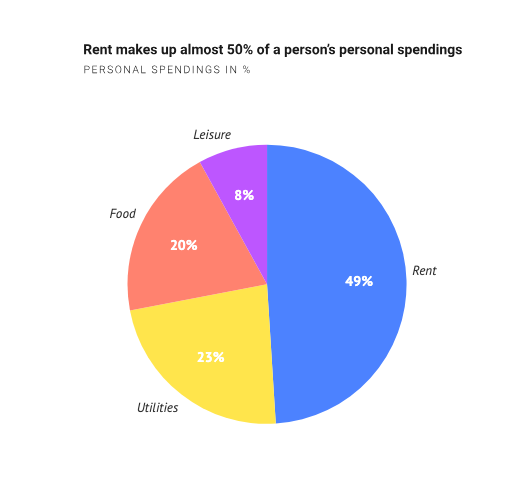 Rent makes up almost 50% of a person’s personal spendings
PERSONAL SPENDINGS IN %
Leisure
8%
Food
20%
Rent
49%
23%
Utilities